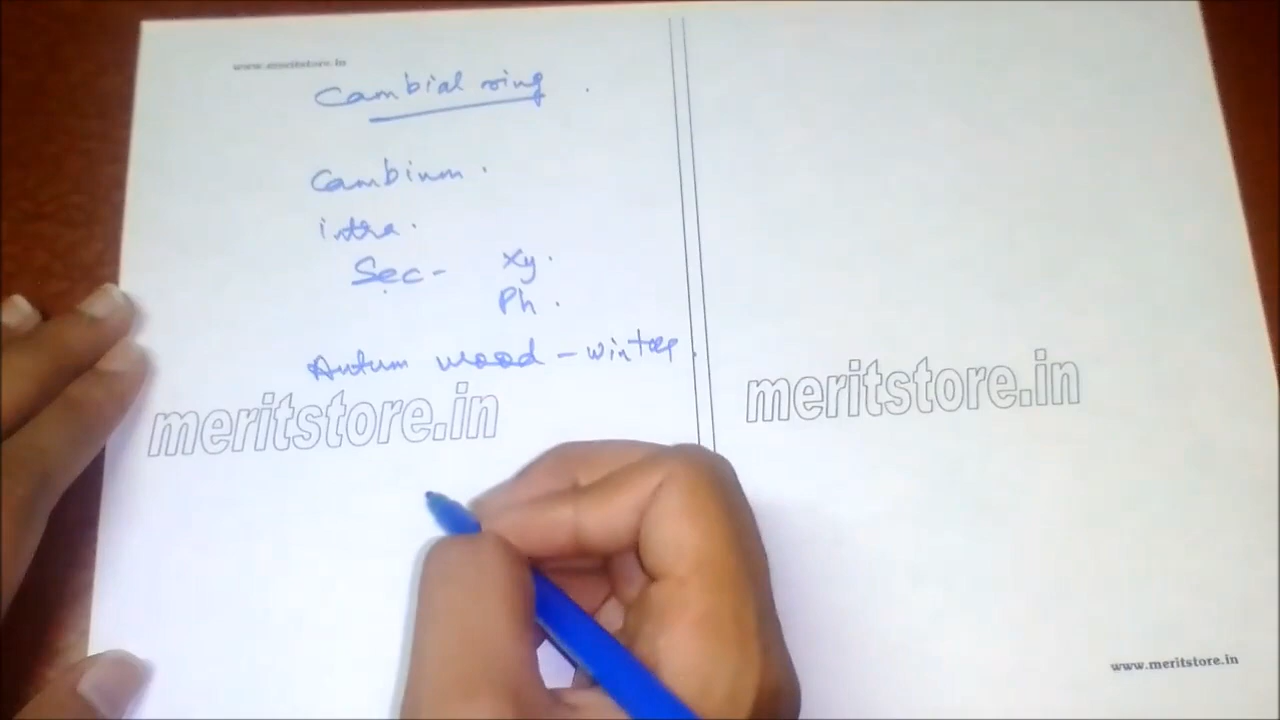 www.meritstore.in
Cambial ring.
Cambium.
intra.
Sec- Xy.
Ph.
Autum wood - winter
meritstore.in
meritstore.in
www.meritstore.in